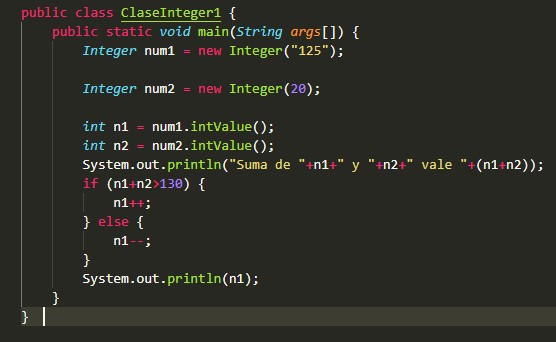 public class ClaseInteger1 {
public static void main(String args[]) {
Integer num1 = new Integer("125");
Integer num2 = new Integer(20);
int n1 = num1.intValue();
int n2 = num2.intValue();
System.out.println("Suma de "+n1+" y "+n2+" vale "+(n1+n2));
if (n1+n2>130) {
n1++;
} else {
n1--;
}
System.out.println(n1);
}
}